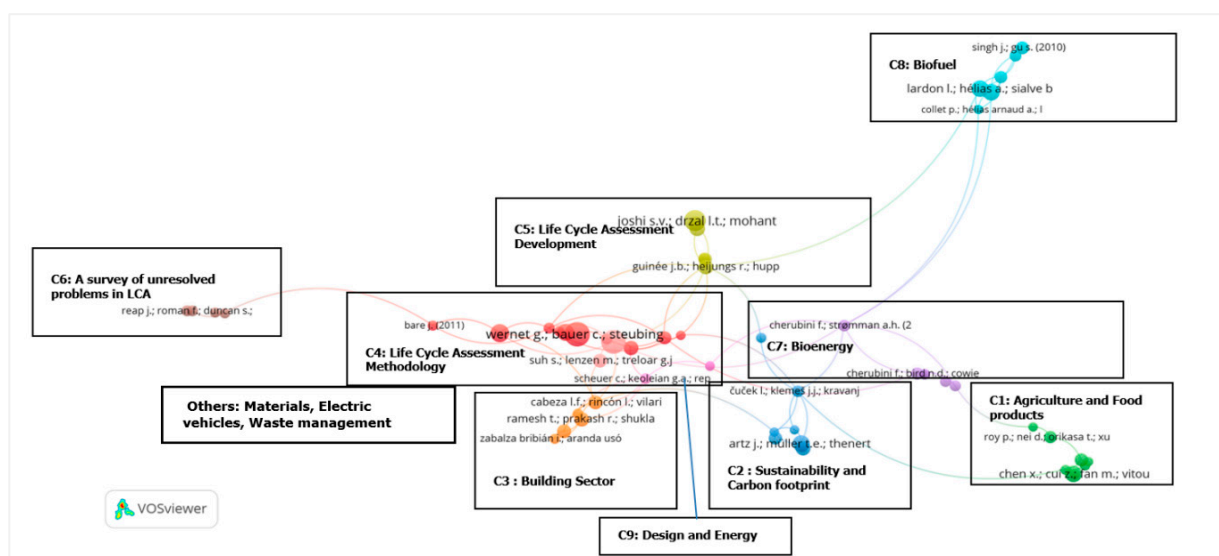 singh j.; gu s. (2010)
C8: Biofuel
lardon l.; hélias a.; sialve b
collet p.; hélias arnaud a.; l
joshi s.v.; drzal l.t.; mohant
C5: Life Cycle Assessment
Development
guinée j.b.; heijungs r.; hupp
C6: A survey of unresolved
problems in LCA
reap j.; roman f.; duncan s.;
bare j. (2011)
wernet g.; bauer c.; steubing
C4: Life Cycle Assessment
Methodology
suh s.; lenzen m.; treloar g.j
scheuer c.; keoleian g.a.; rep
cherubini f.; strømman a.h. (2
C7: Bioenergy
cherubini f.; bird n.d.; cowie
Others: Materials, Electric
vehicles, Waste management
cabeza l.f.; rincón l.; vilari
ramesh t.; prakash r.; shukla
zabalza bribián i.; aranda usó
C3 : Building Sector
čuček l.; klemeš j.j.; kravanj
artz j.; müller t.e.; thenert
C2 : Sustainability and
Carbon footprint
C1: Agriculture and Food
products
roy p.; nei d.; orikasa t.; xu
chen x.; cui z.; fan m.; vitou
C9: Design and Energy
VOSviewer